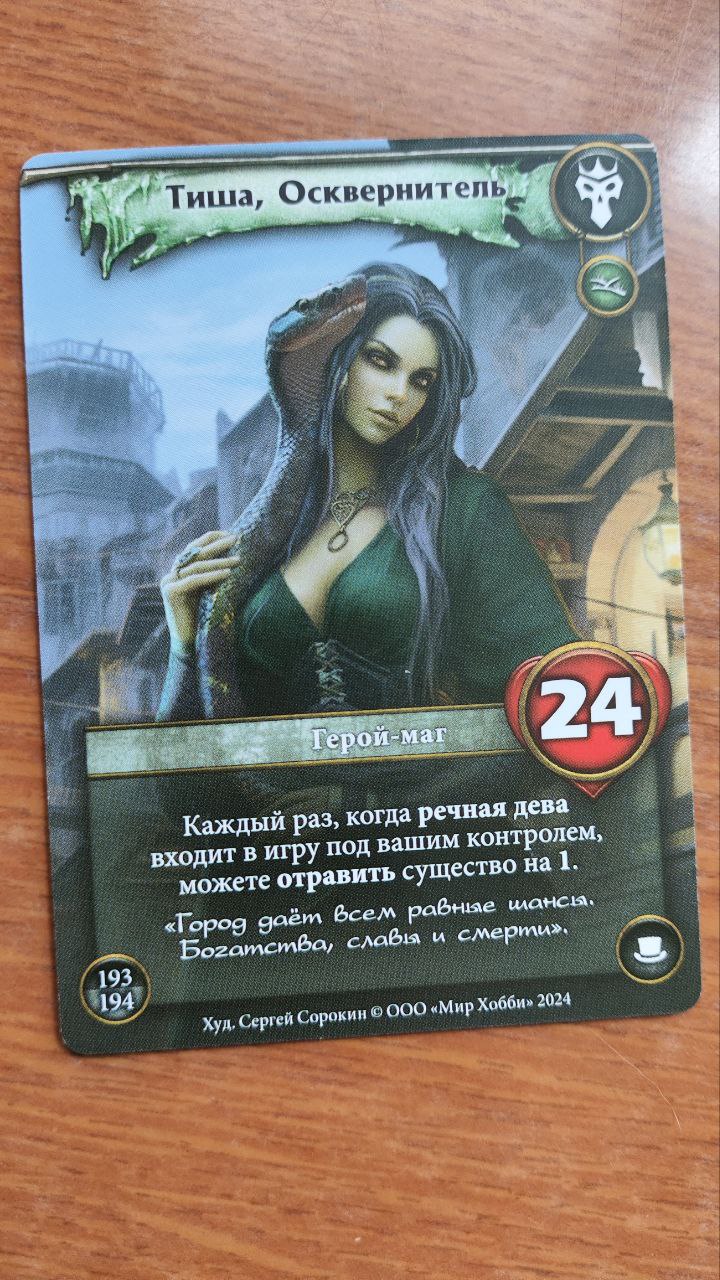 Тиша, Осквернитель
24
Герой-маг
Каждый раз, когда речная дева
входит в игру под вашим контролем,
можете отравить существо на 1.
«Город даёт всем равные шансы.
Богатства, славы и смерти».
193
194
Худ. Сергей Сорокин © ООО «Мир Хобби» 2024